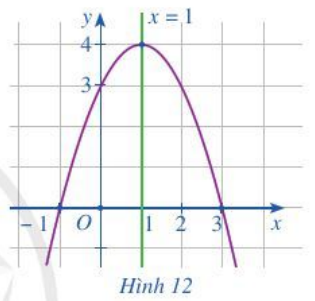 y
x = 1
4
3
– 1 O 1 2 3 x
Hình 12